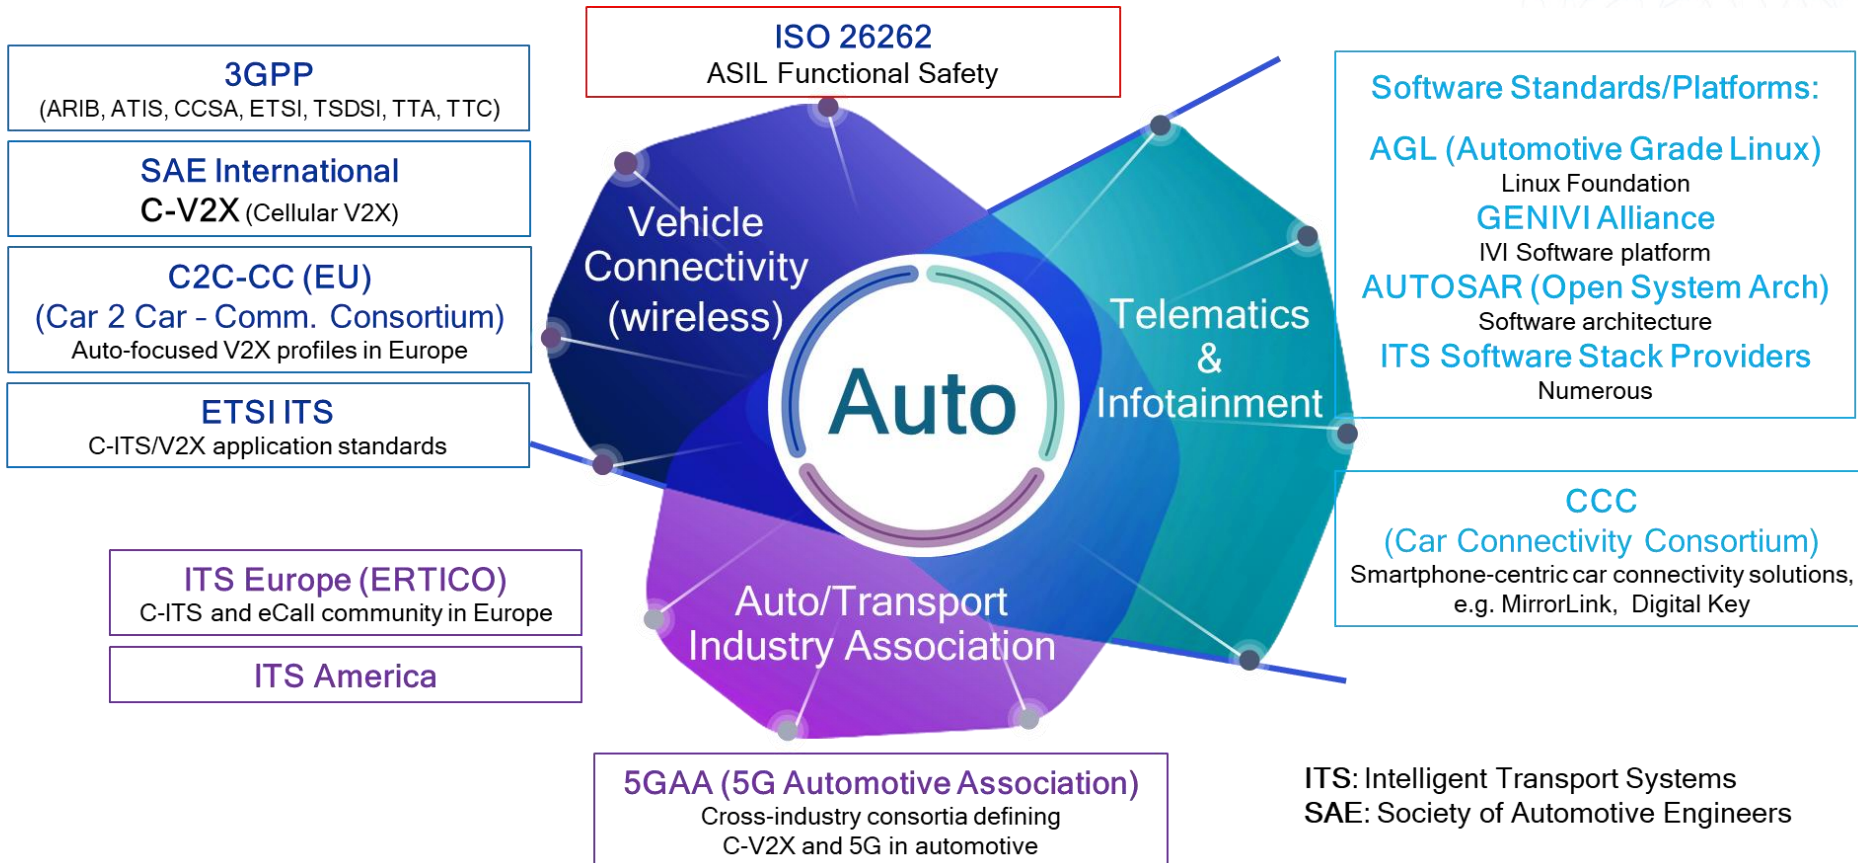 ISO 26262
ASIL Functional Safety
3GPP
(ARIB, ATIS, CCSA, ETSI, TSDSI, TTA, TTC)
SAE International
C-V2X (Cellular V2X)
C2C-CC (EU)
(Car 2 Car - Comm. Consortium)
Auto-focused V2X profiles in Europe
ETSI ITS
C-ITS/V2X application standards
ITS Europe (ERTICO)
C-ITS and eCall community in Europe
ITS America
Vehicle
Connectivity
(wireless)
Auto
Telematics
&
Infotainment
Auto/Transport
Industry Association
5GAA (5G Automotive Association)
Cross-industry consortia defining
C-V2X and 5G in automotive
Software Standards/Platforms:
AGL (Automotive Grade Linux)
Linux Foundation
GENIVI Alliance
IVI Software platform
AUTOSAR (Open System Arch)
Software architecture
ITS Software Stack Providers
Numerous
CCC
(Car Connectivity Consortium)
Smartphone-centric car connectivity solutions,
e.g. MirrorLink, Digital Key
ITS: Intelligent Transport Systems
SAE: Society of Automotive Engineers